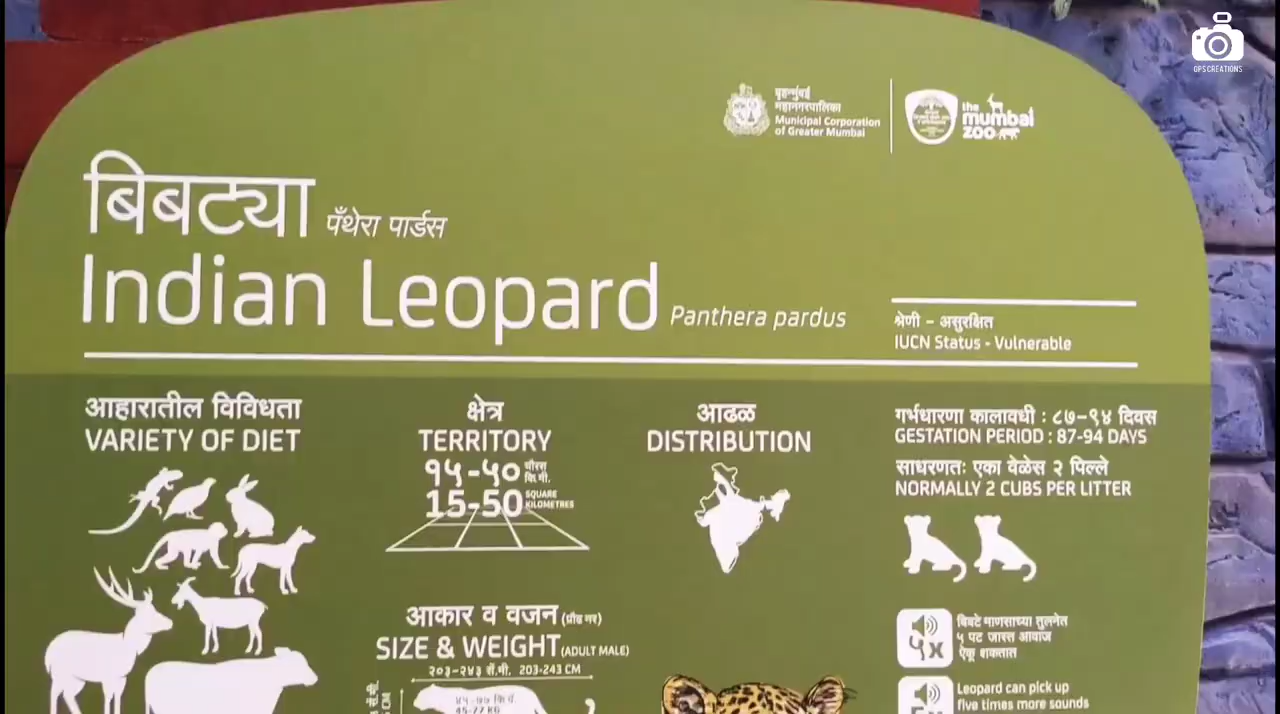 GPS CREATIONS
बृहन्मुंबई
महानगरपालिका
Municipal Corporation
of Greater Mumbai
the
mumbai
zoo
बिबट्या पँथेरा पार्डस
Indian Leopard Panthera pardus
श्रेणी - असुरक्षित
IUCN Status - Vulnerable
आहारातील विविधता
VARIETY OF DIET
क्षेत्र
TERRITORY
१५-५० चौरस कि.मी.
15-50 SQUARE KILOMETRES
आढळ
DISTRIBUTION
गर्भधारणा कालावधी : ८७-९४ दिवस
GESTATION PERIOD : 87-94 DAYS
साधरणतः एका वेळेस २ पिल्ले
NORMALLY 2 CUBS PER LITTER
आकार व वजन (प्रौढ नर)
SIZE & WEIGHT (ADULT MALE)
२०३-२४३ सें.मी. 203-243 CM
45-77 KG
५x
बिबटे माणसाच्या तुलनेत
५ पट जास्त आवाज
ऐकू शकतात
5x
Leopard can pick up
five times more sounds